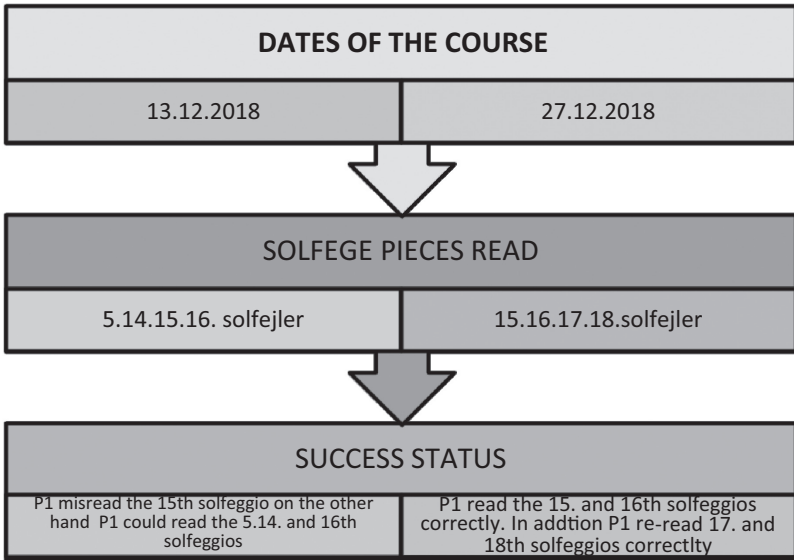 DATES OF THE COURSE
13.12.2018
27.12.2018
SOLFEGE PIECES READ
5.14.15.16. solfejler
15.16.17.18.solfejler
SUCCESS STATUS
P1 misread the 15th solfeggio on the other
hand P1 could read the 5.14. and 16th
solfeggios
P1 read the 15. and 16th solfeggios
correctly. In addtion P1 re-read 17. and
18th solfeggios correctlty